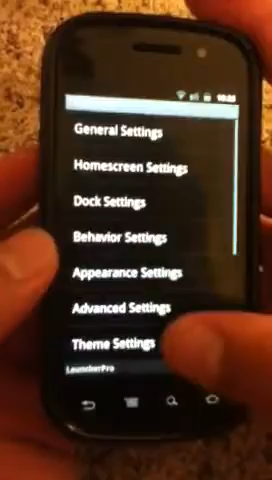 General Settings
Homescreen Settings
Dock Settings
Behavior Settings
Appearance Settings
Advanced Settings
Theme Settings
LauncherPro